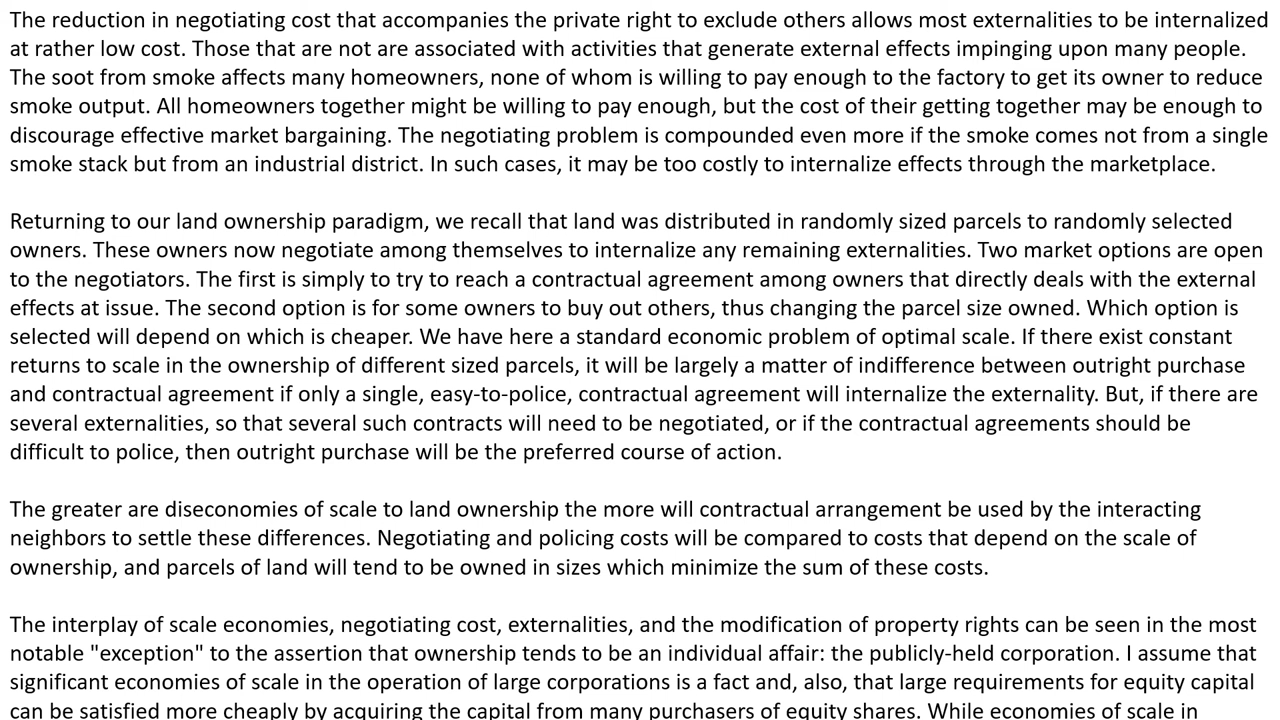 The reduction in negotiating cost that accompanies the private right to exclude others allows most externalities to be internalized
at rather low cost. Those that are not are associated with activities that generate external effects impinging upon many people.
The soot from smoke affects many homeowners, none of whom is willing to pay enough to the factory to get its owner to reduce
smoke output. All homeowners together might be willing to pay enough, but the cost of their getting together may be enough to
discourage effective market bargaining. The negotiating problem is compounded even more if the smoke comes not from a single
smoke stack but from an industrial district. In such cases, it may be too costly to internalize effects through the marketplace.
Returning to our land ownership paradigm, we recall that land was distributed in randomly sized parcels to randomly selected
owners. These owners now negotiate among themselves to internalize any remaining externalities. Two market options are open
to the negotiators. The first is simply to try to reach a contractual agreement among owners that directly deals with the external
effects at issue. The second option is for some owners to buy out others, thus changing the parcel size owned. Which option is
selected will depend on which is cheaper. We have here a standard economic problem of optimal scale. If there exist constant
returns to scale in the ownership of different sized parcels, it will be largely a matter of indifference between outright purchase
and contractual agreement if only a single, easy-to-police, contractual agreement will internalize the externality. But, if there are
several externalities, so that several such contracts will need to be negotiated, or if the contractual agreements should be
difficult to police, then outright purchase will be the preferred course of action.
The greater are diseconomies of scale to land ownership the more will contractual arrangement be used by the interacting
neighbors to settle these differences. Negotiating and policing costs will be compared to costs that depend on the scale of
ownership, and parcels of land will tend to be owned in sizes which minimize the sum of these costs.
The interplay of scale economies, negotiating cost, externalities, and the modification of property rights can be seen in the most
notable "exception" to the assertion that ownership tends to be an individual affair: the publicly-held corporation. I assume that
significant economies of scale in the operation of large corporations is a fact and, also, that large requirements for equity capital
can be satisfied more cheaply by acquiring the capital from many purchasers of equity shares. While economies of scale in